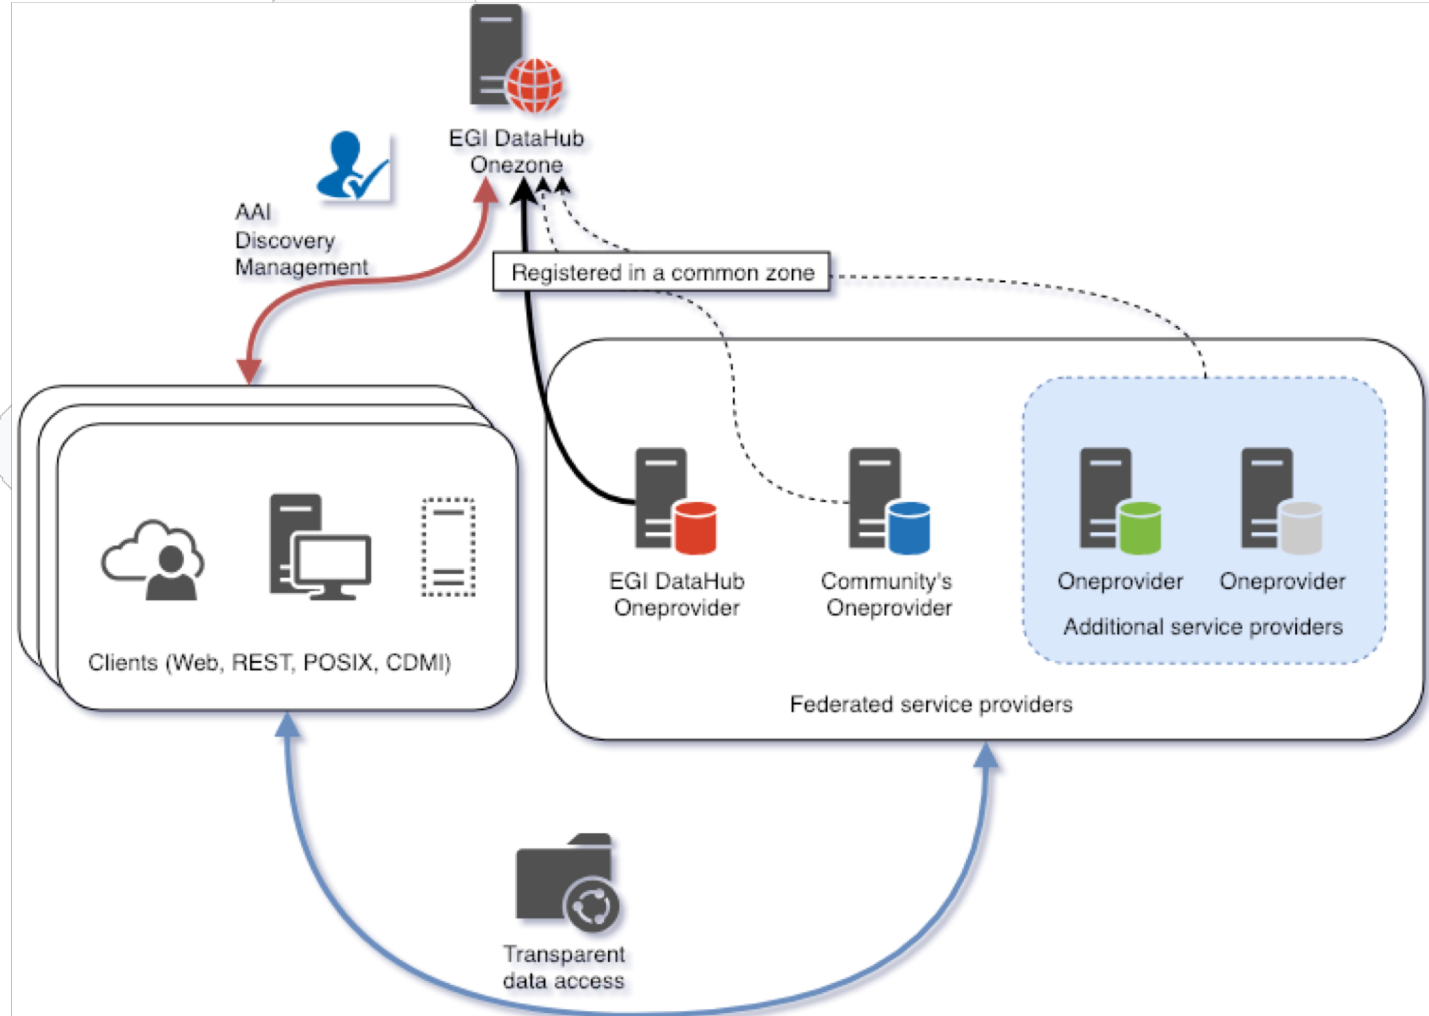 EGI DataHub
Onezone
AAI
Discovery
Management
Registered in a common zone
EGI DataHub
Oneprovider
Community's
Oneprovider
Oneprovider
Oneprovider
Additional service providers
Clients (Web, REST, POSIX, CDMI)
Federated service providers
Transparent
data access